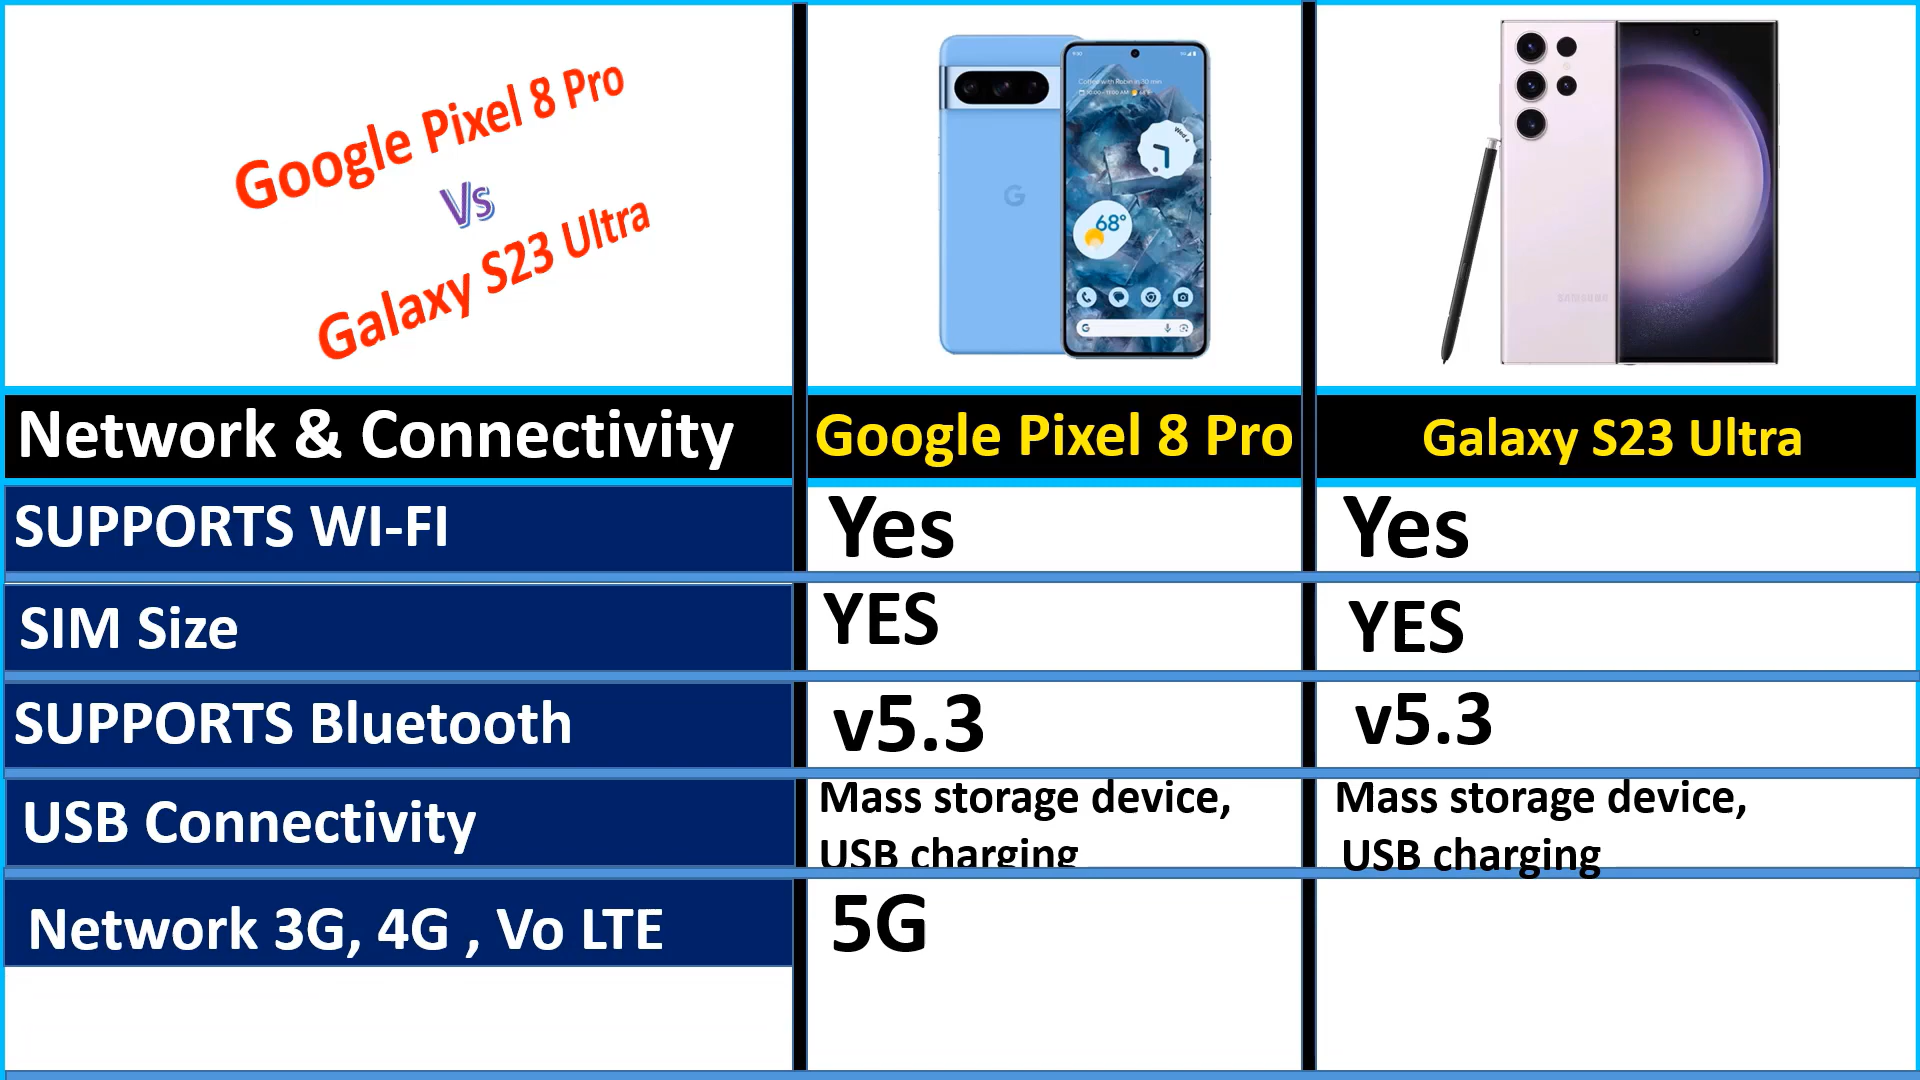 Google Pixel 8 Pro
Vs
Galaxy S23 Ultra
68°
SAMSUNG
Network & Connectivity
Google Pixel 8 Pro
Galaxy S23 Ultra
SUPPORTS WI-FI
Yes
Yes
SIM Size
YES
YES
SUPPORTS Bluetooth
v5.3
v5.3
USB Connectivity
Mass storage device,
USB charging
Mass storage device,
USB charging
Network 3G, 4G , Vo LTE
5G